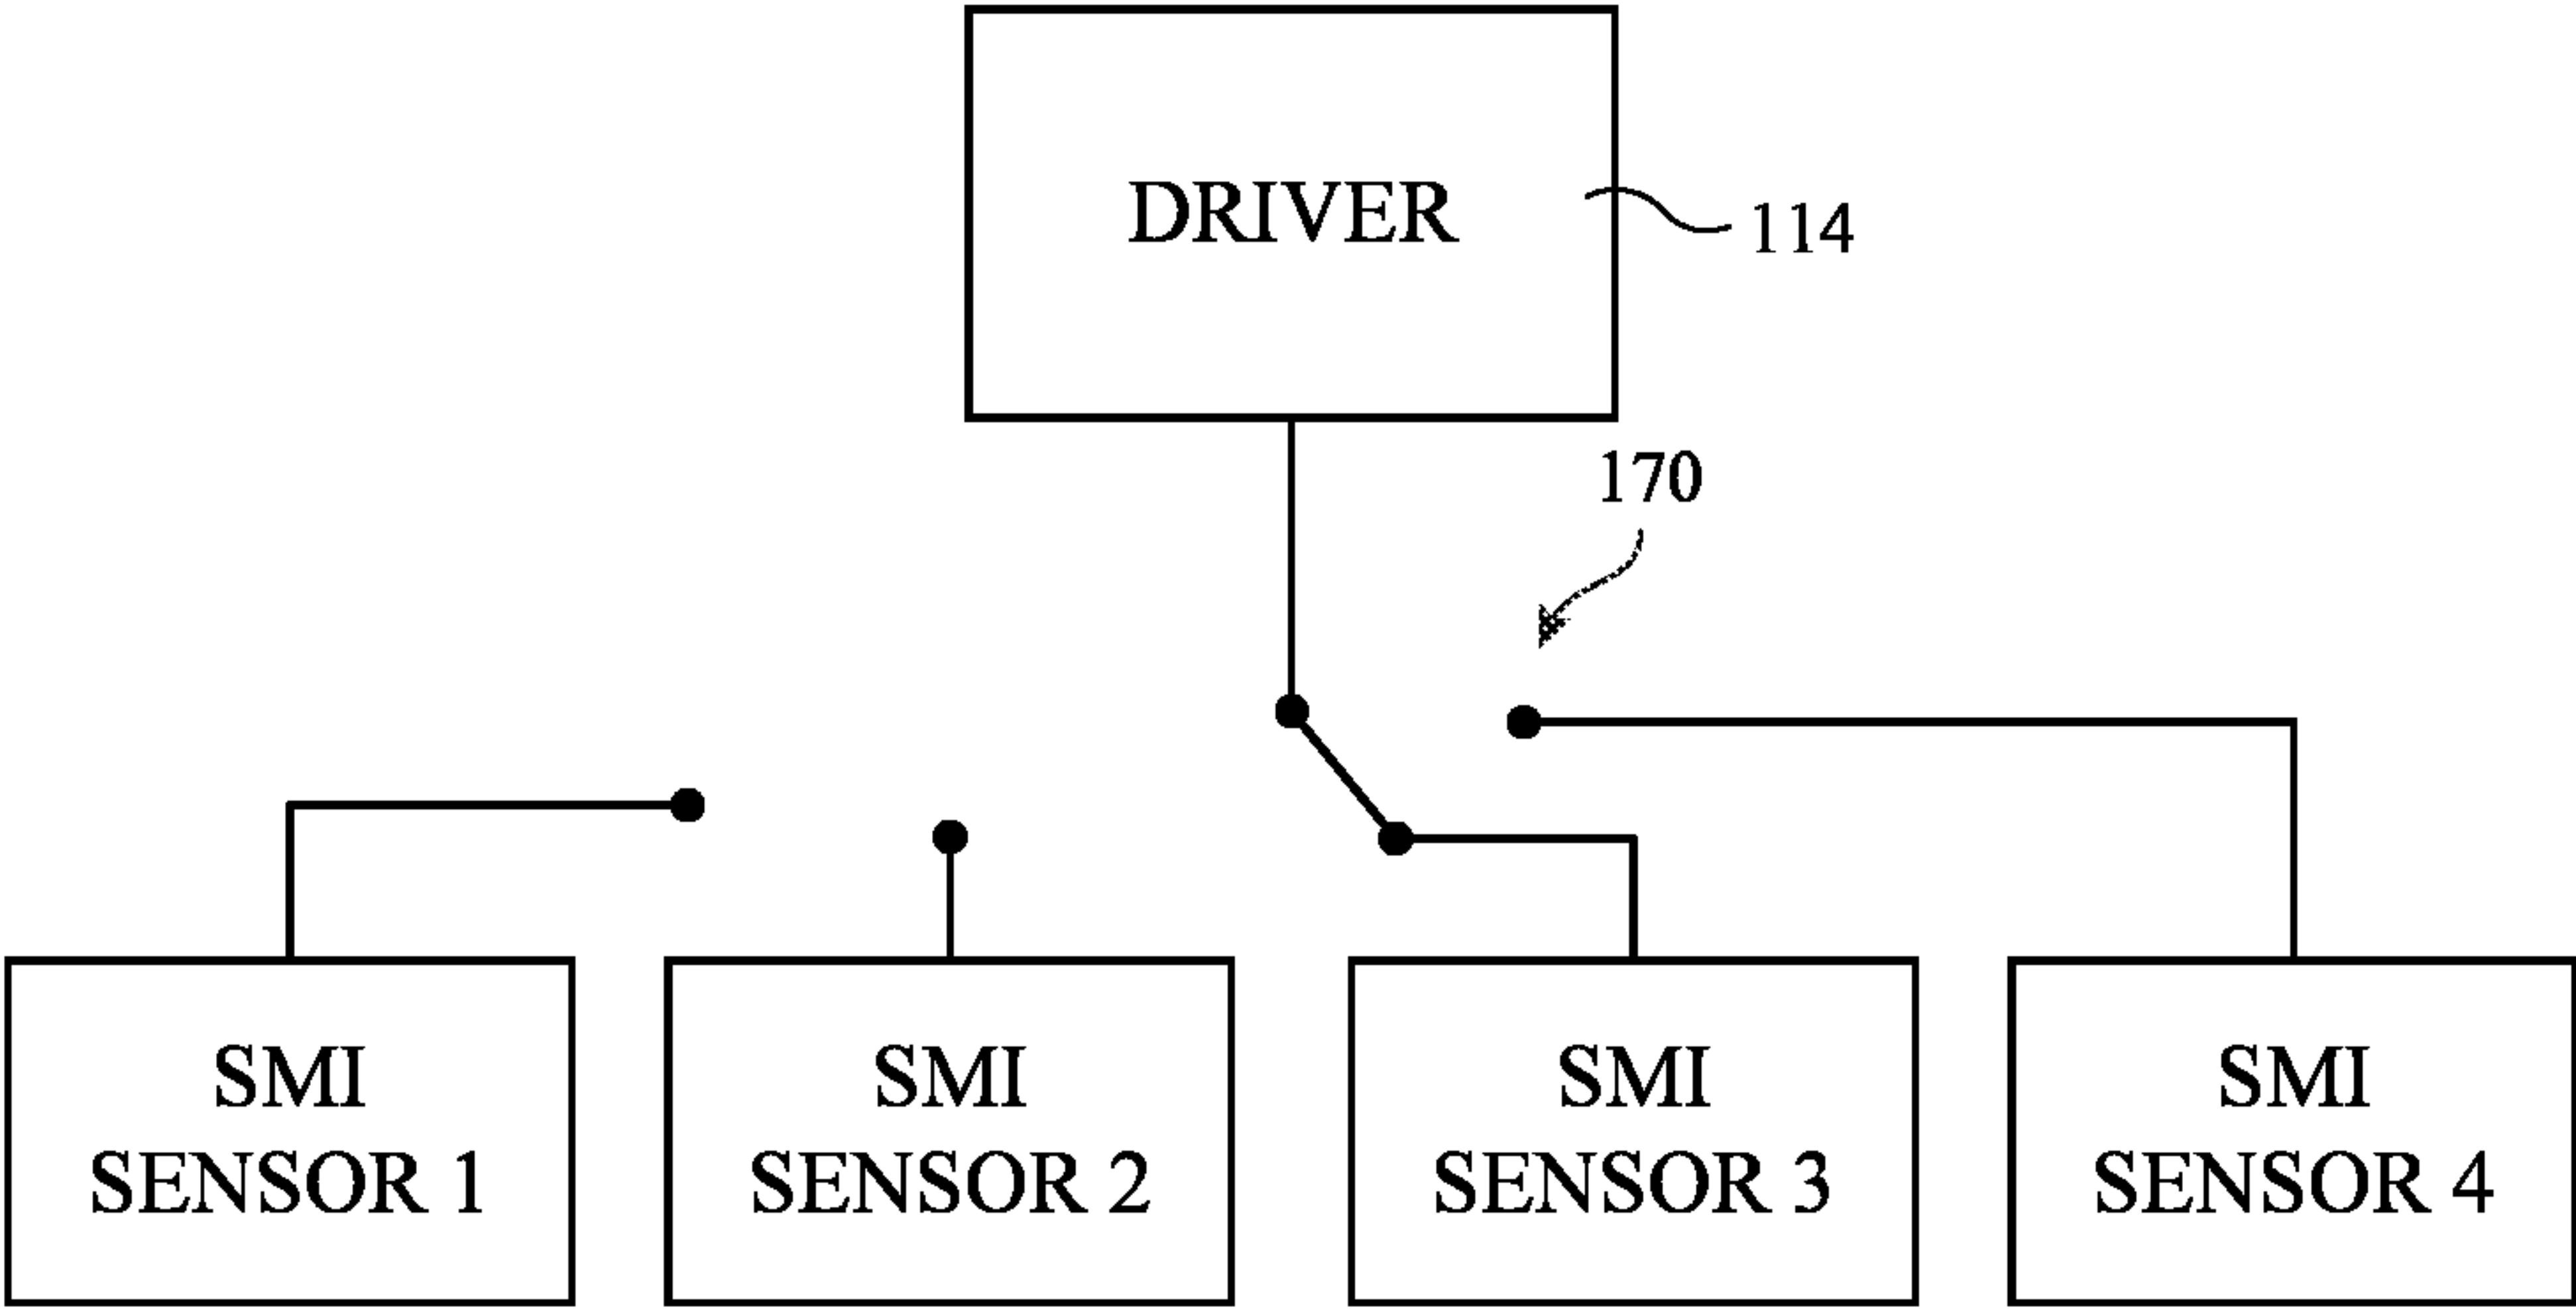 DRIVER
114
170
SMI
SENSOR 1
SMI
SENSOR 2
SMI
SENSOR 3
SMI
SENSOR 4